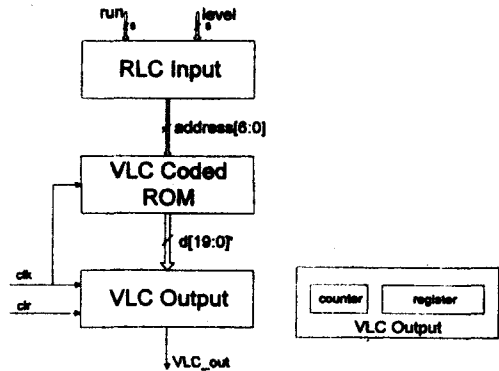 run level
RLC Input
address[6:0]
VLC Coded
ROM
d[19:0]
clk
VLC Output
clr
VLC_out
counter register
VLC Output